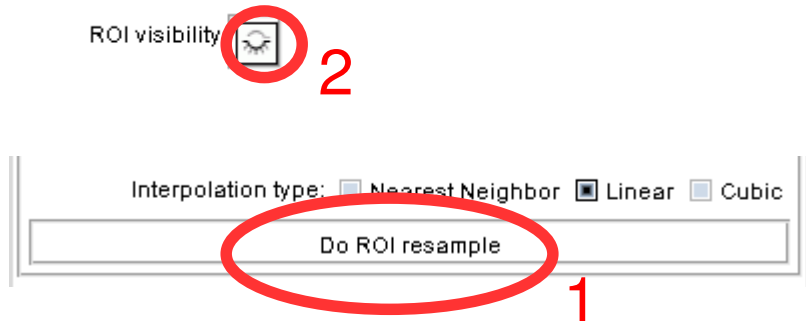 ROI visibility
2
Interpolation type: Nearest Neighbor Linear Cubic
Do ROI resample
1